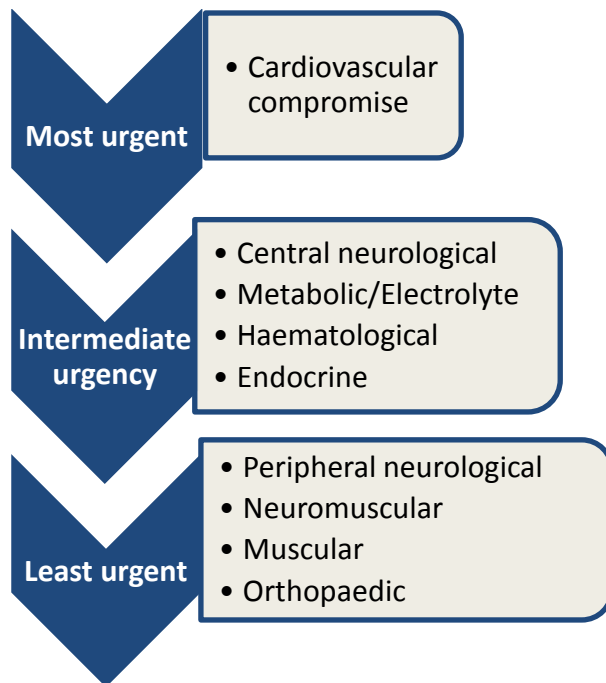 Most urgent
• Cardiovascular
compromise
Intermediate
urgency
• Central neurological
• Metabolic/Electrolyte
• Haematological
• Endocrine
Least urgent
• Peripheral neurological
• Neuromuscular
• Muscular
• Orthopaedic